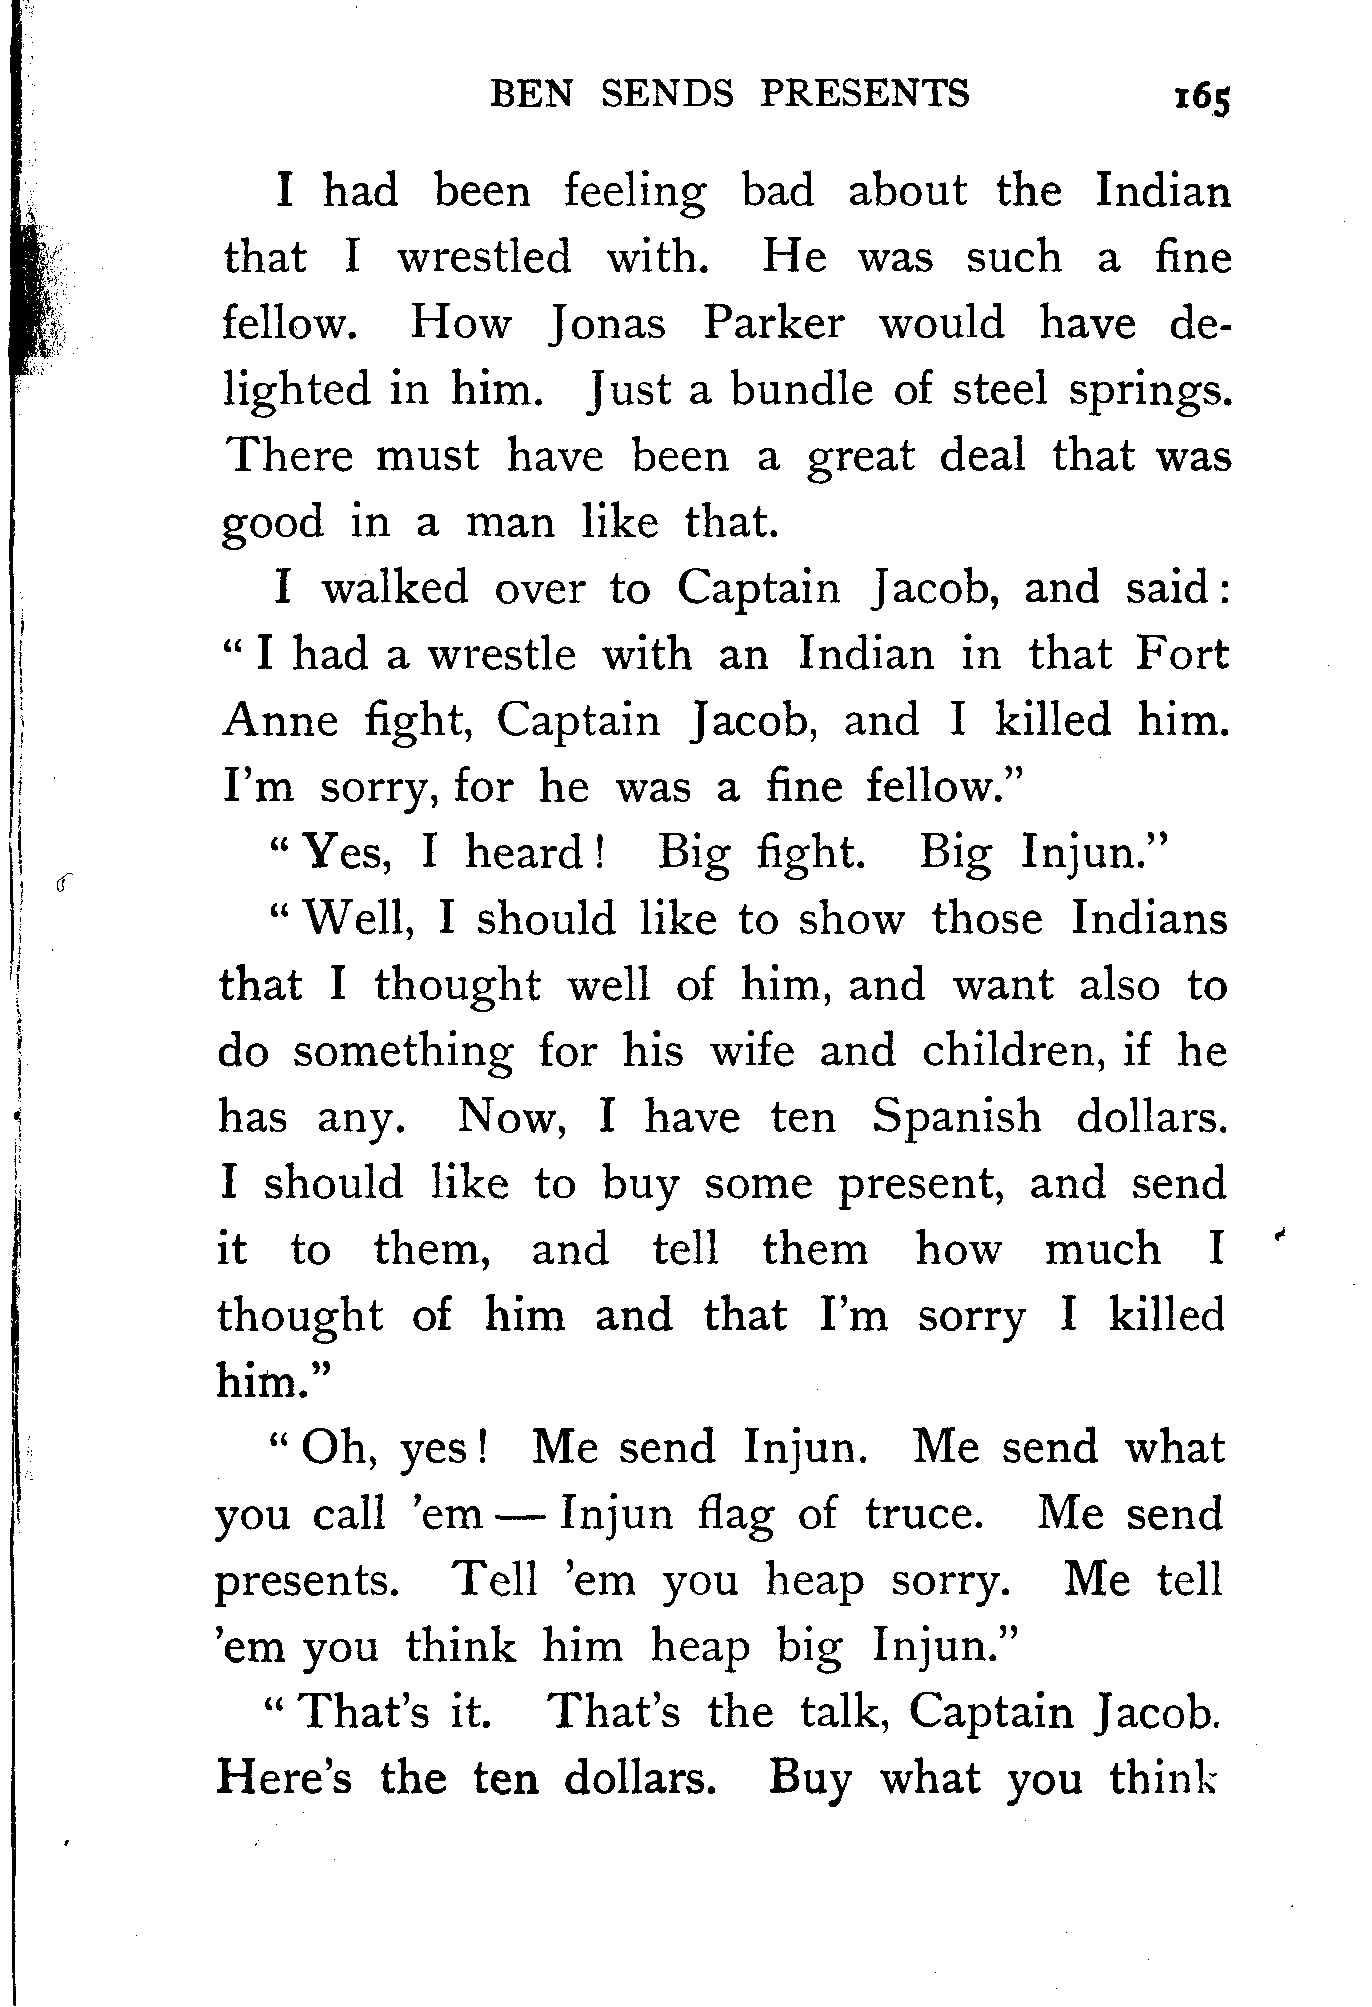 BEN SENDS PRESENTS 165
I had been feeling bad about the Indian
that I wrestled with. He was such a fine
fellow. How Jonas Parker would have de-
lighted in him. Just a bundle of steel springs.
There must have been a great deal that was
good in a man like that.
I walked over to Captain Jacob, and said:
“I had a wrestle with an Indian in that Fort
Anne fight, Captain Jacob, and I killed him.
I’m sorry, for he was a fine fellow.”
“Yes, I heard! Big fight. Big Injun.”
“Well, I should like to show those Indians
that I thought well of him, and want also to
do something for his wife and children, if he
has any. Now, I have ten Spanish dollars.
I should like to buy some present, and send
it to them, and tell them how much I
thought of him and that I’m sorry I killed
him.”
“Oh, yes! Me send Injun. Me send what
you call ’em — Injun flag of truce. Me send
presents. Tell ’em you heap sorry. Me tell
’em you think him heap big Injun.”
“That’s it. That’s the talk, Captain Jacob.
Here’s the ten dollars. Buy what you think